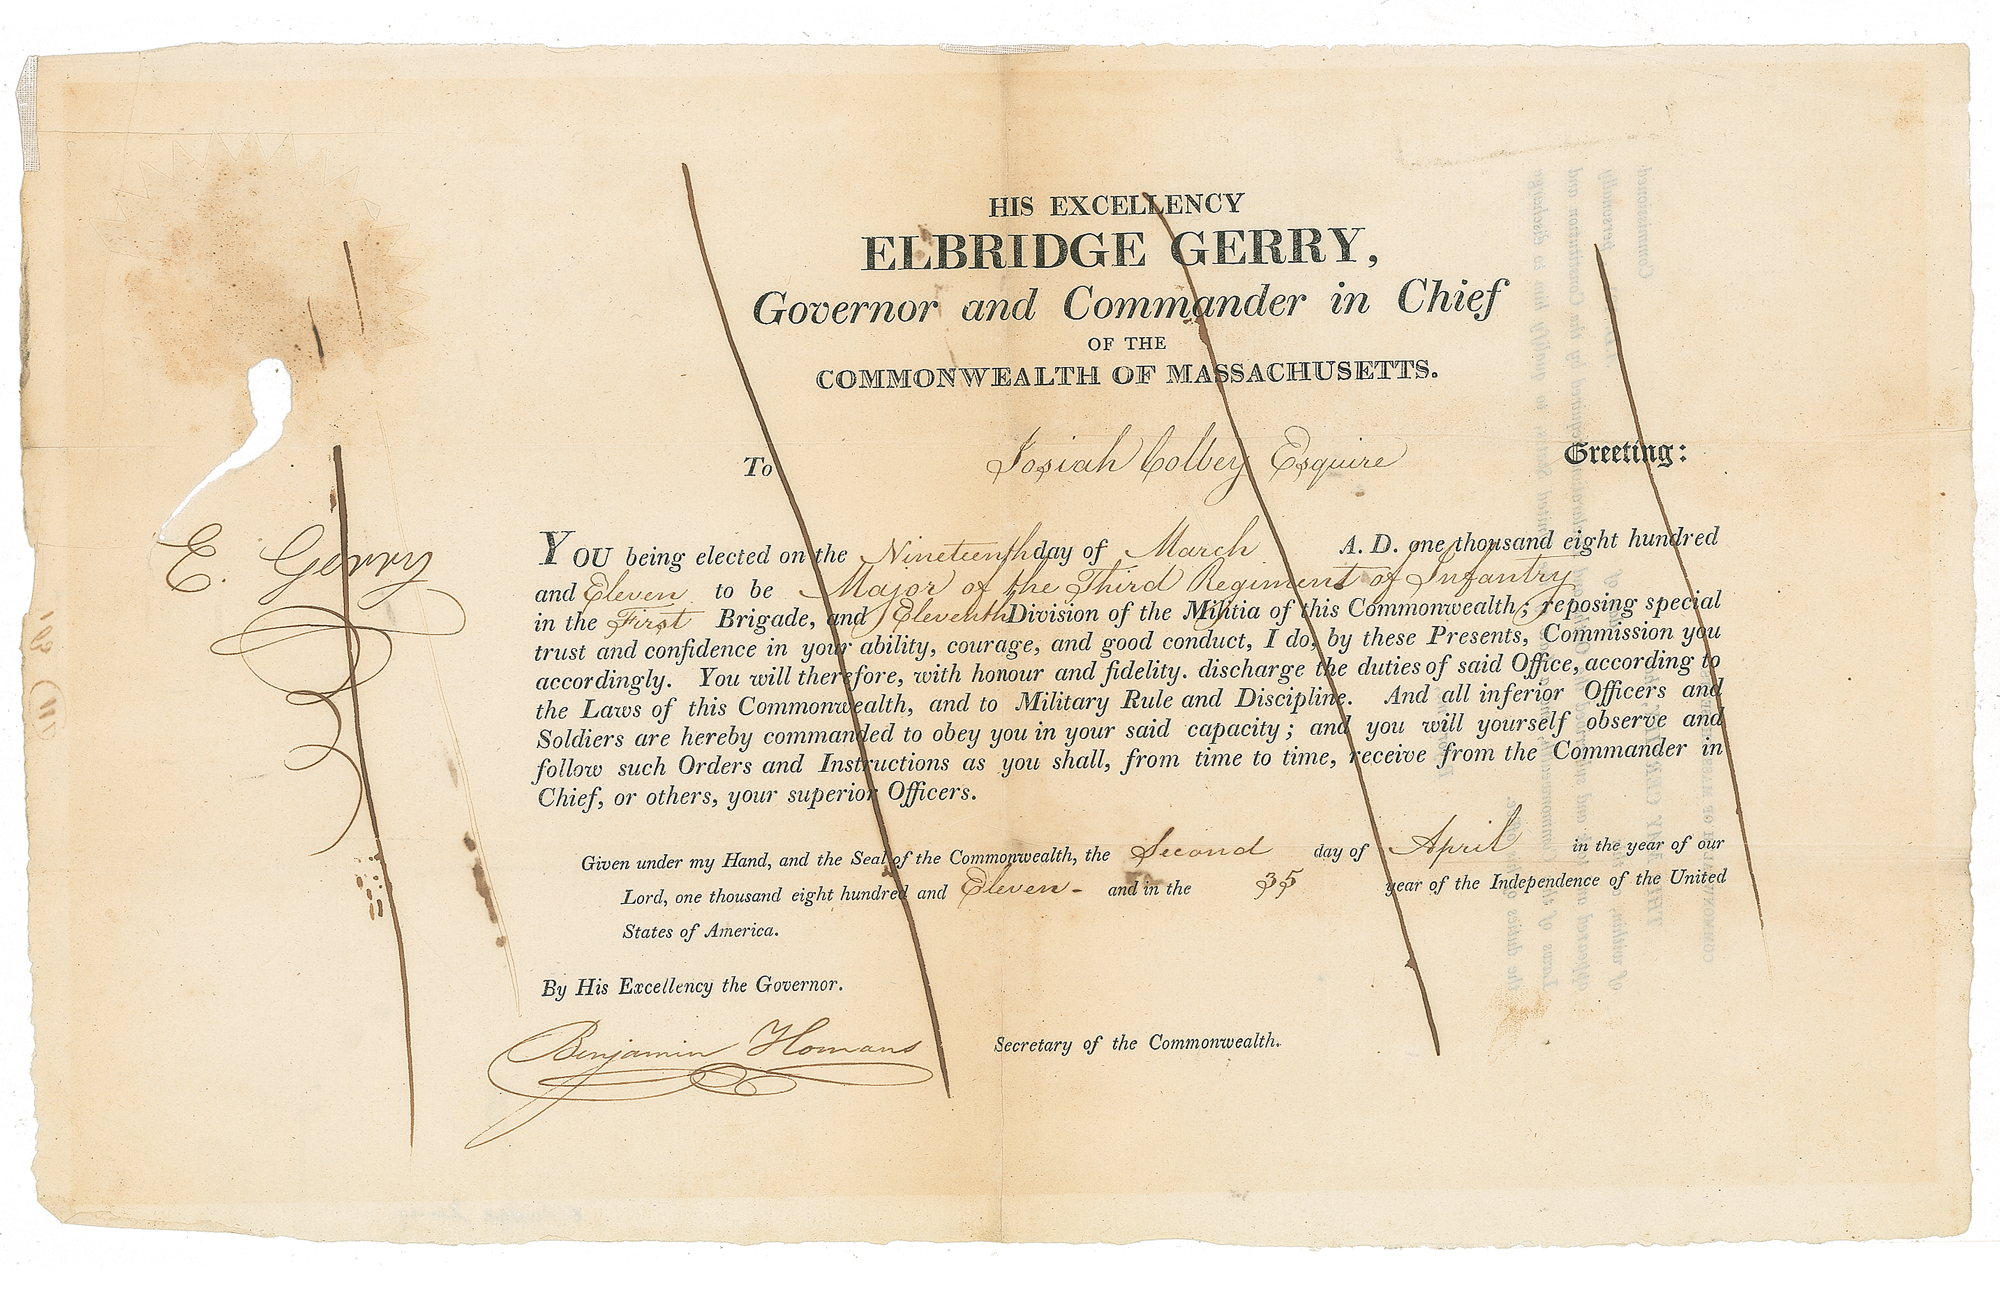 HIS EXCELLENCY
ELBRIDGE GERRY,
Governor and Commander in Chief
OF THE
COMMONWEALTH OF MASSACHUSETTS.
To Josiah Colbey Esquire Greeting:
E. Gerry
YOU being elected on the Nineteenth day of March A. D. one thousand eight hundred
and Eleven to be Major of the Third Regiment of Infantry
in the First Brigade, and Eleventh Division of the Militia of this Commonwealth; reposing special
trust and confidence in your ability, courage, and good conduct, I do, by these Presents, Commission you
accordingly. You will therefore, with honour and fidelity. discharge the duties of said Office, according to
the Laws of this Commonwealth, and to Military Rule and Discipline. And all inferior Officers and
Soldiers are hereby commanded to obey you in your said capacity; and you will yourself observe and
follow such Orders and Instructions as you shall, from time to time, receive from the Commander in
Chief, or others, your superior Officers.
Given under my Hand, and the Seal of the Commonwealth, the Second day of April in the year of our
Lord, one thousand eight hundred and Eleven - and in the 35 year of the Independence of the United
States of America.
By His Excellency the Governor.
Benjamin Homans Secretary of the Commonwealth.